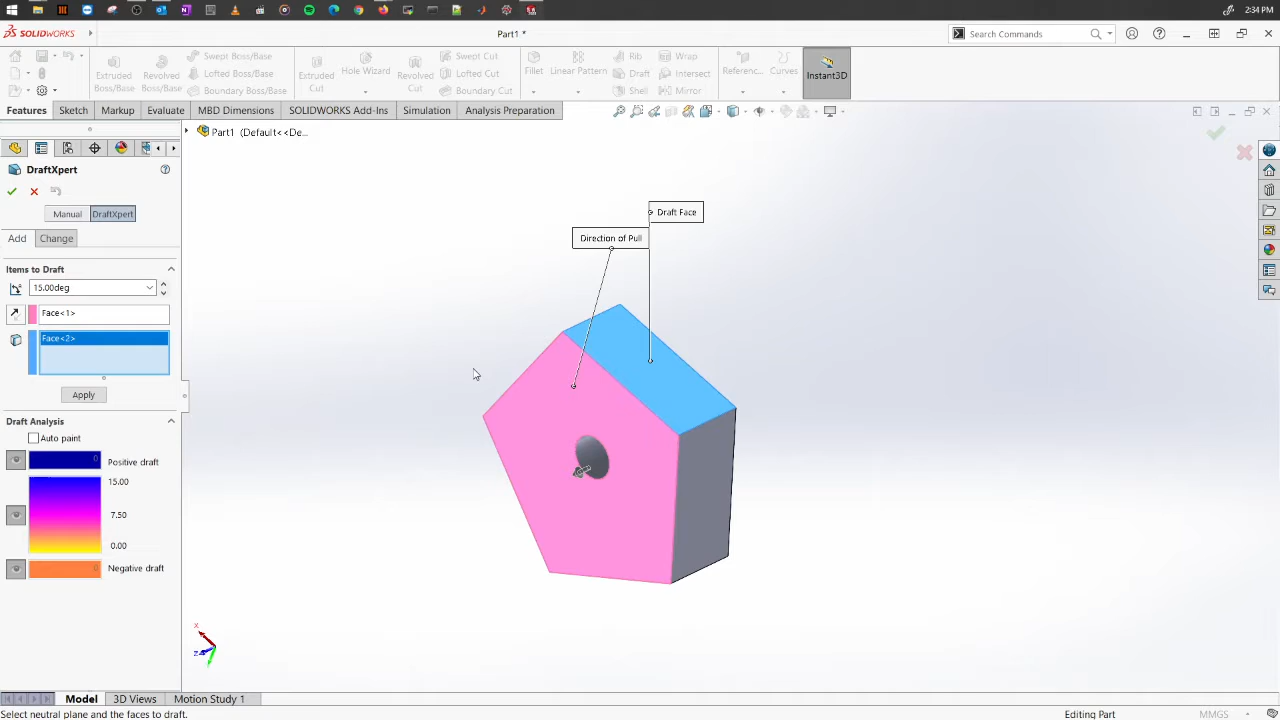 2:34 PM
SOLIDWORKS
Part1 *
Search Commands
Extruded Boss/Base
Revolved Boss/Base
Swept Boss/Base
Lofted Boss/Base
Boundary Boss/Base
Extruded Cut
Hole Wizard
Revolved Cut
Swept Cut
Lofted Cut
Boundary Cut
Fillet
Linear Pattern
Rib
Draft
Shell
Wrap
Intersect
Mirror
Referenc...
Curves
Instant3D
Features
Sketch
Markup
Evaluate
MBD Dimensions
SOLIDWORKS Add-Ins
Simulation
Analysis Preparation
Part1 (Default<<De...
DraftXpert
Manual
DraftXpert
Add
Change
Items to Draft
15.00deg
Face<1>
Face<2>
Apply
Draft Analysis
Auto paint
0
Positive draft
15.00
7.50
0.00
0
Negative draft
Draft Face
Direction of Pull
X
Z
Model
3D Views
Motion Study 1
Select neutral plane and the faces to draft.
Editing Part
MMGS